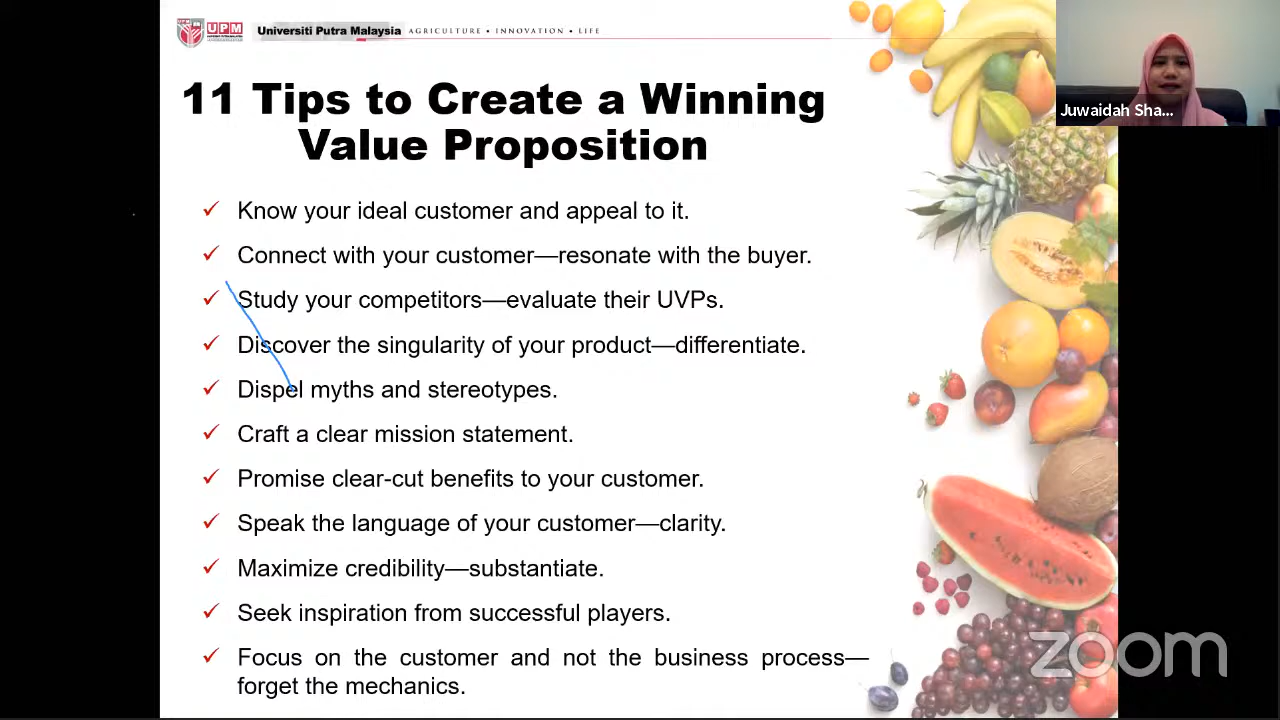 UPM
Universiti Putra Malaysia AGRICULTURE • INNOVATION • LIFE
Juwaidah Sha...
11 Tips to Create a Winning
Value Proposition
✓ Know your ideal customer and appeal to it.
✓ Connect with your customer—resonate with the buyer.
✓ Study your competitors—evaluate their UVPs.
✓ Discover the singularity of your product—differentiate.
✓ Dispel myths and stereotypes.
✓ Craft a clear mission statement.
✓ Promise clear-cut benefits to your customer.
✓ Speak the language of your customer—clarity.
✓ Maximize credibility—substantiate.
✓ Seek inspiration from successful players.
✓ Focus on the customer and not the business process—
forget the mechanics.
zoom